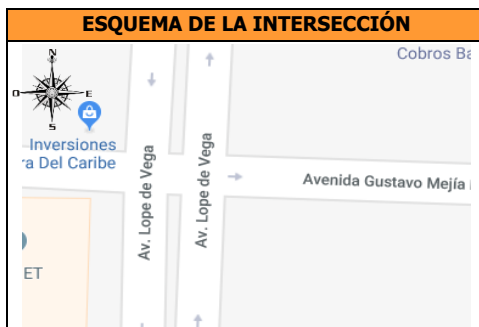 ESQUEMA DE LA INTERSECCIÓN
N
O
E
S
Cobros Ba
Inversiones
ra Del Caribe
Av. Lope de Vega
Av. Lope de Vega
Avenida Gustavo Mejía
ET